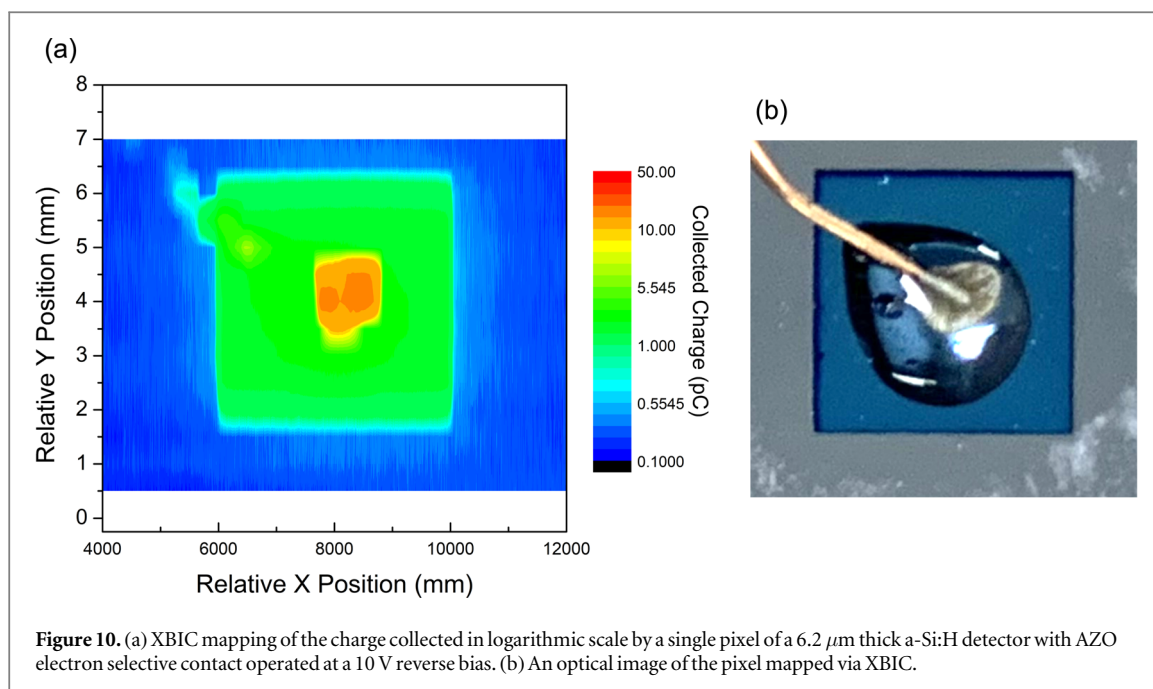 (a)
8
7
6
5
4
3
2
1
0
Relative Y Position (mm)
4000 6000 8000 10000 12000
Relative X Position (mm)
50.00
10.00
5.545
1.000
0.5545
0.1000
Collected Charge (pC)
(b)
Figure 10. (a) XBIC mapping of the charge collected in logarithmic scale by a single pixel of a 6.2 μm thick a-Si:H detector with AZO
electron selective contact operated at a 10 V reverse bias. (b) An optical image of the pixel mapped via XBIC.